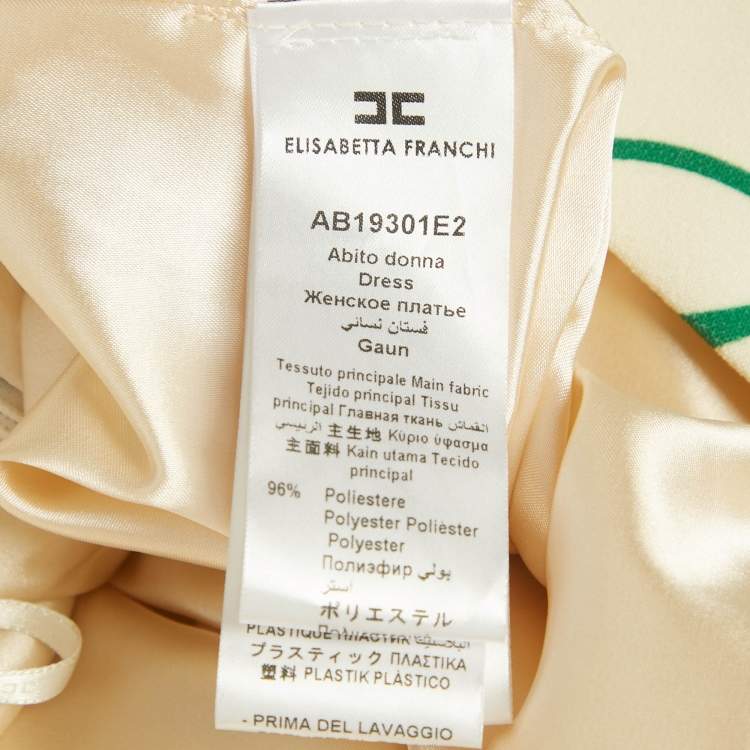 ELISABETTA FRANCHI
AB19301E2
Abito donna
Dress
Женское платье
فستان نسائي
Gaun
Tessuto principale Main fabric
Tejido principal Tissu
principal Главная ткань القماش
الرئيسي 主生地 Κύριο ύφασμα
主面料 Kain utama Tecido
principal
96% Poliestere
Polyester Polièster
Polyester
Полиэфир بولي
استر
ポリエステル
PLASTIQUE
プラスティック ΠΛΑΣΤΙΚΑ
塑料 PLASTIK PLÁSTICO
- PRIMA DEL LAVAGGIO